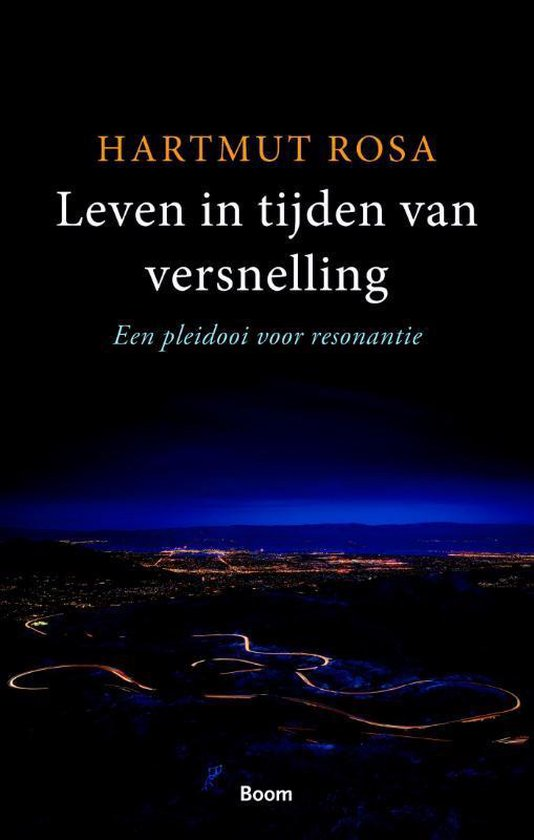 HARTMUT ROSA
Leven in tijden van
versnelling
Een pleidooi voor resonantie
Boom